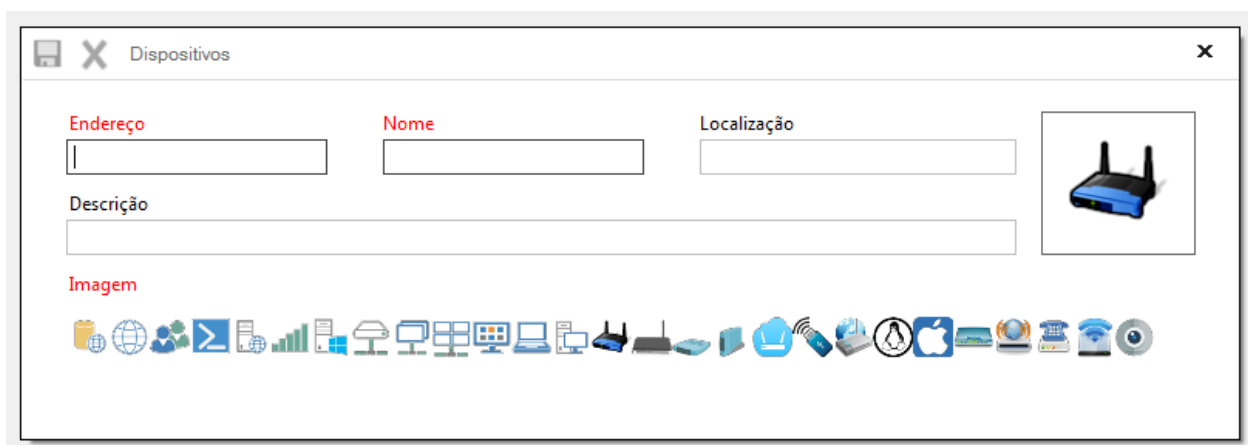 Dispositivos
Endereço Nome Localização
Descrição
Imagem